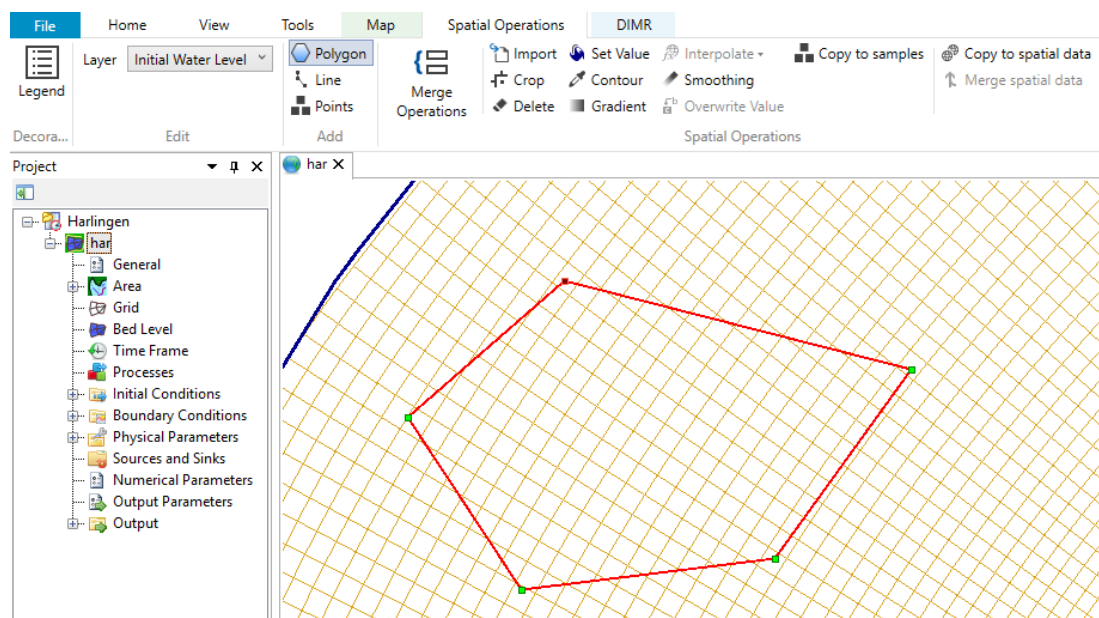 File Home View Tools Map Spatial Operations DIMR
Legend
Layer Initial Water Level
Polygon
Line
Points
Merge
Operations
Import Set Value Interpolate Copy to samples
Crop Contour Smoothing
Delete Gradient Overwrite Value
Copy to spatial data
Merge spatial data
Decora... Edit Add Spatial Operations
Project
har
Harlingen
har
General
Area
Grid
Bed Level
Time Frame
Processes
Initial Conditions
Boundary Conditions
Physical Parameters
Sources and Sinks
Numerical Parameters
Output Parameters
Output